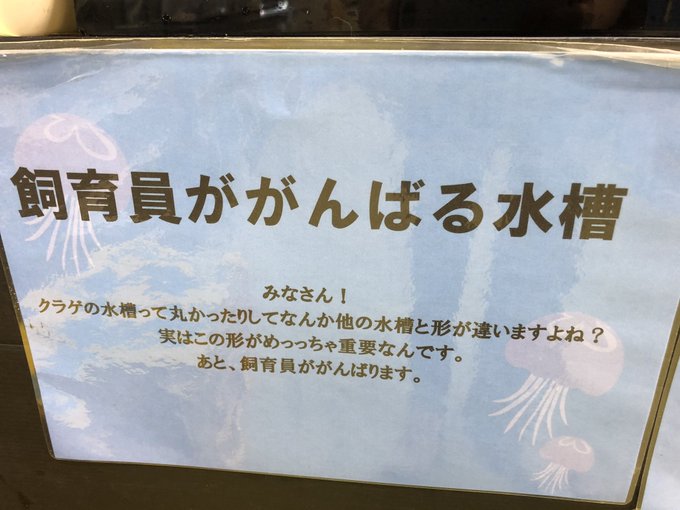 飼育員ががんばる水槽
みなさん！
クラゲの水槽って丸かったりしてなんか他の水槽と形が違いますよね？
実はこの形がめっっちゃ重要なんです。
あと、飼育員ががんばります。